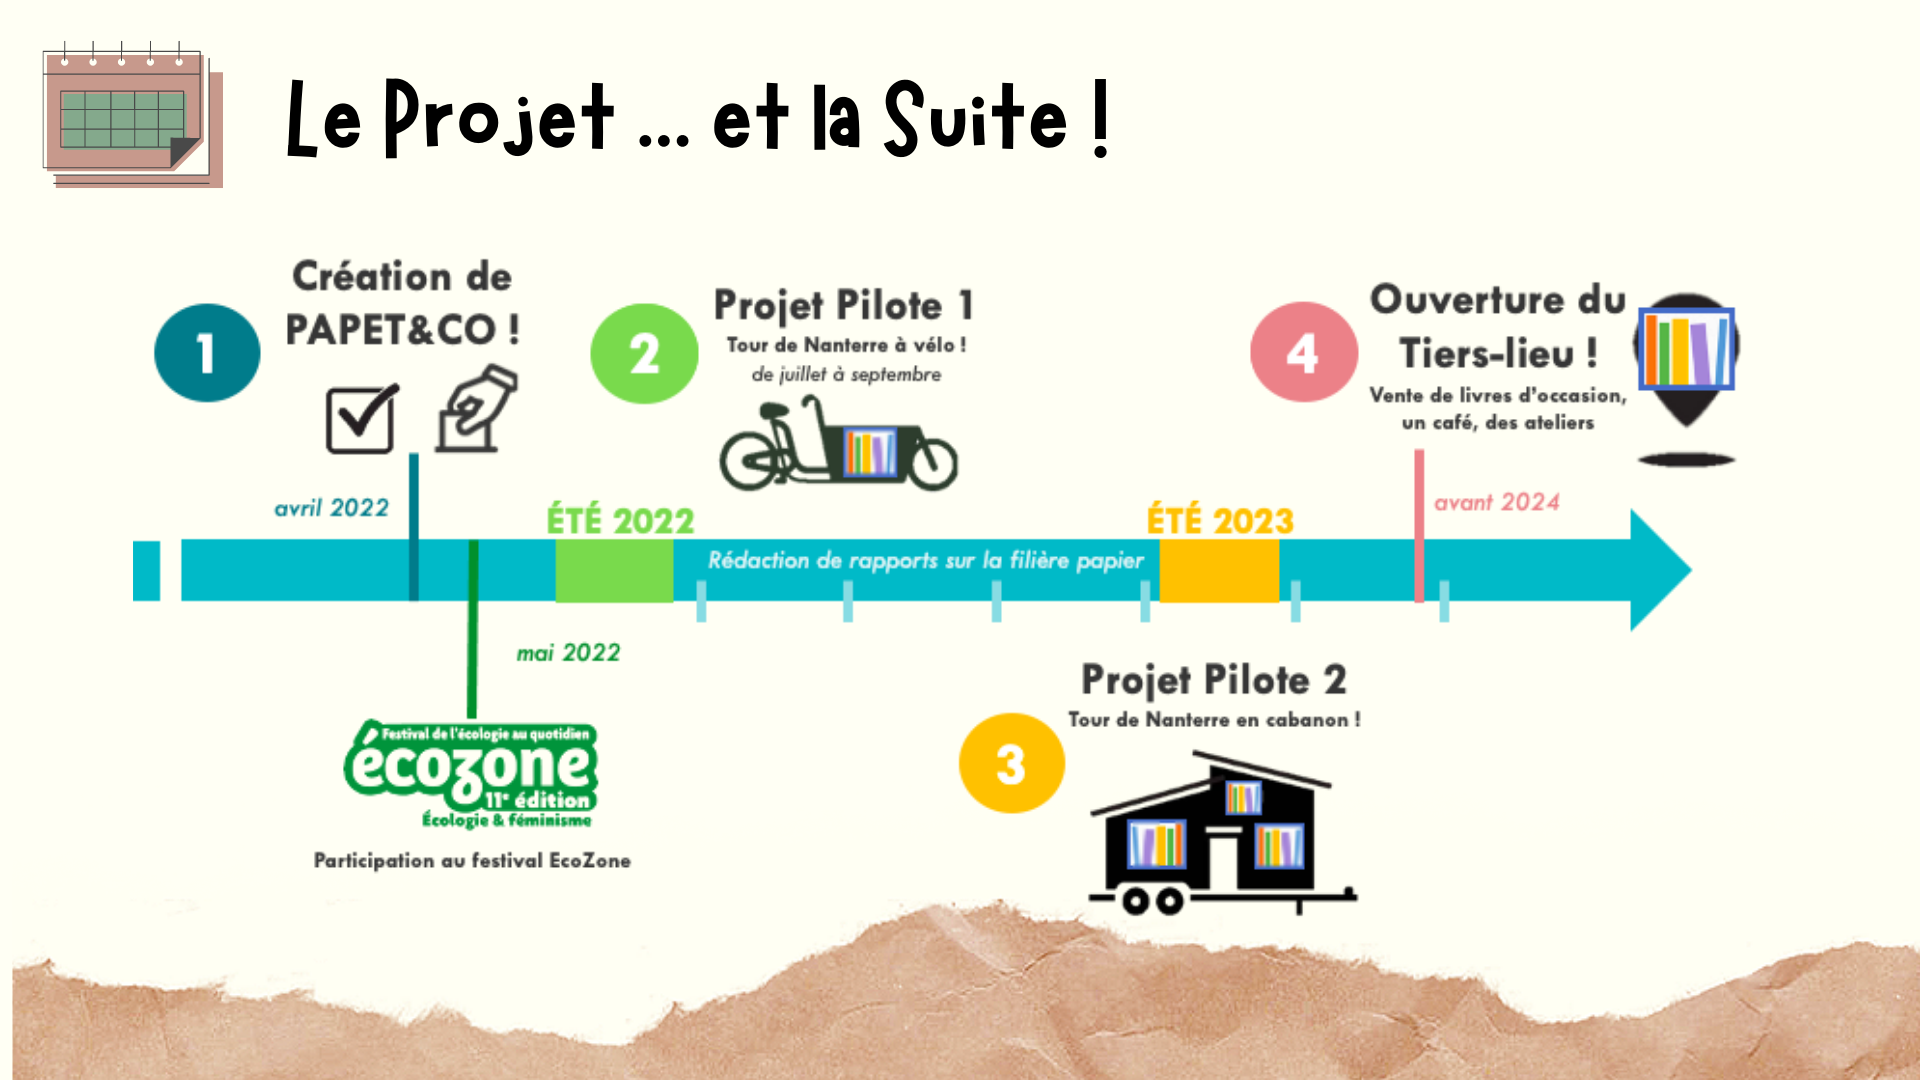 Le Projet ... et la Suite !
1
Création de
PAPET&CO !
2
Projet Pilote 1
Tour de Nanterre à vélo !
de juillet à septembre
4
Ouverture du
Tiers-lieu !
Vente de livres d'occasion,
un café, des ateliers
avril 2022
ÉTÉ 2022
ÉTÉ 2023
avant 2024
Rédaction de rapports sur la filière papier
mai 2022
Festival de l'écologie au quotidien
écozone
11e édition
Écologie & féminisme
Participation au festival EcoZone
3
Projet Pilote 2
Tour de Nanterre en cabanon !